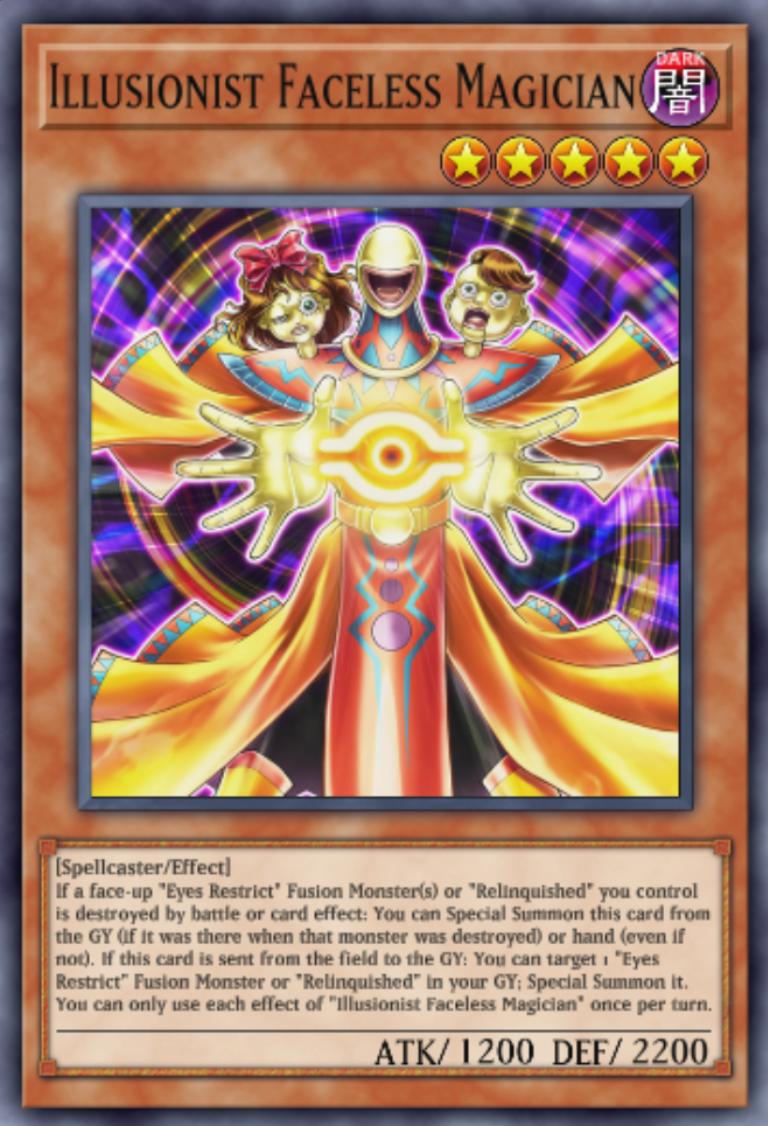 ILLUSIONIST FACELESS MAGICIAN
DARK
闇
[Spellcaster/Effect]
If a face-up "Eyes Restrict" Fusion Monster(s) or "Relinquished" you control
is destroyed by battle or card effect: You can Special Summon this card from
the GY (if it was there when that monster was destroyed) or hand (even if
not). If this card is sent from the field to the GY: You can target 1 "Eyes
Restrict" Fusion Monster or "Relinquished" in your GY; Special Summon it.
You can only use each effect of "Illusionist Faceless Magician" once per turn.
ATK/ 1200 DEF/ 2200